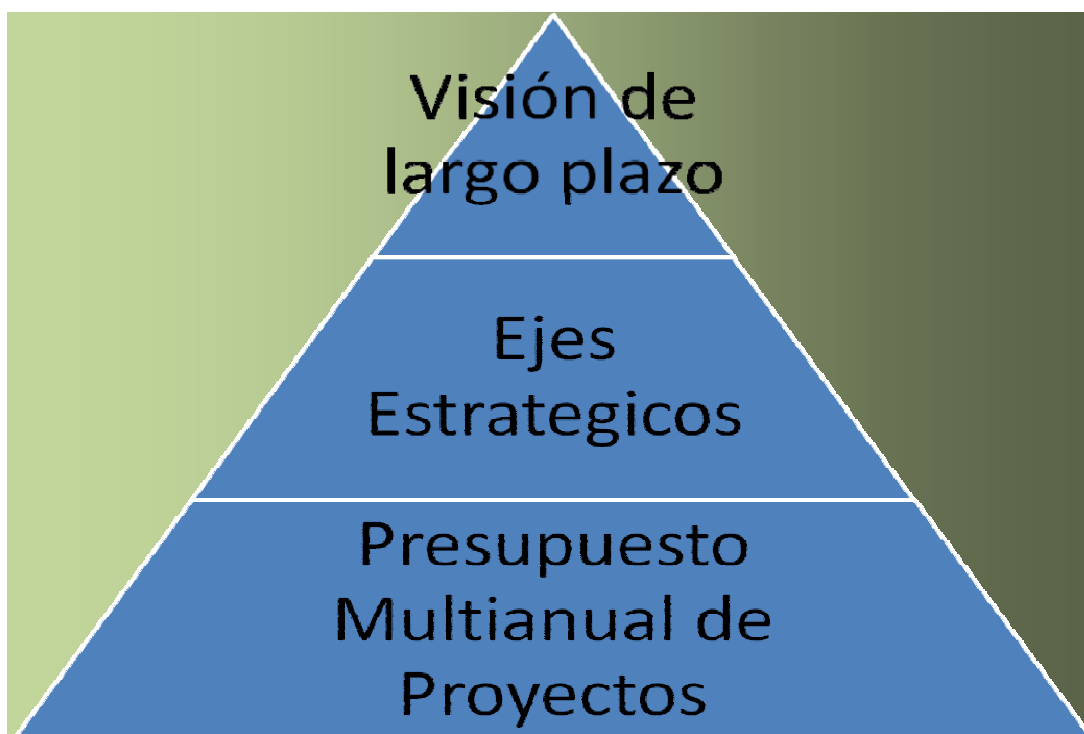 Visión de
largo plazo
Ejes
Estrategicos
Presupuesto
Multianual de
Proyectos